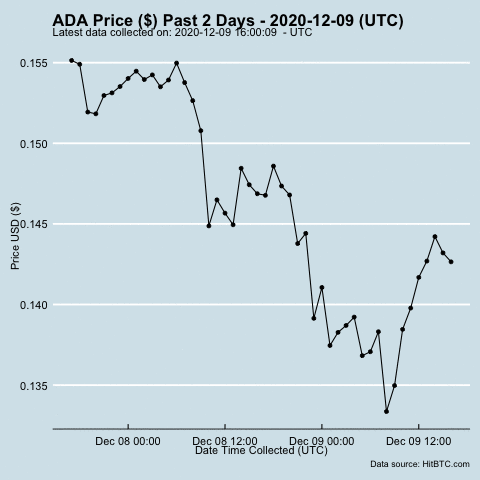 ADA Price ($) Past 2 Days - 2020-12-09 (UTC)
Latest data collected on: 2020-12-09 16:00:09  - UTC
0.155
0.150
0.145
0.140
0.135
Price USD ($)
Dec 08 00:00
Dec 08 12:00
Dec 09 00:00
Dec 09 12:00
Date Time Collected (UTC)
Data source: HitBTC.com